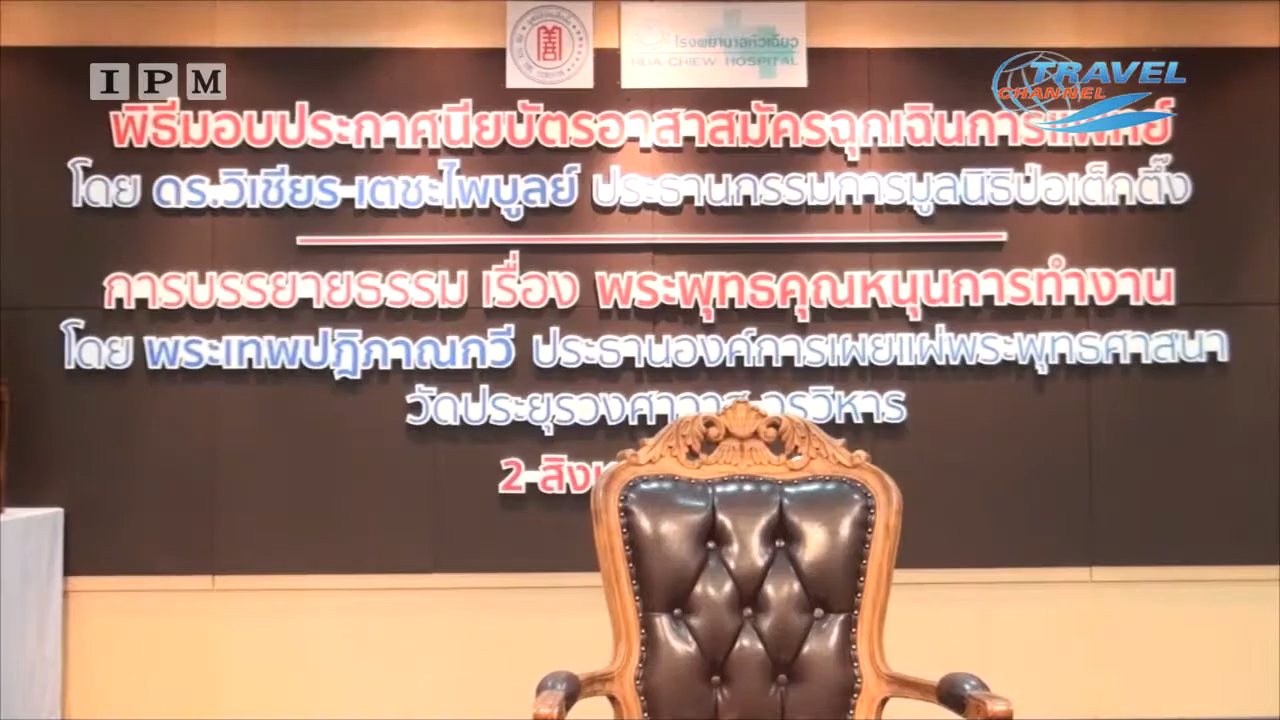 IPM
TRAVEL
CHANNEL
โรงพยาบาลหัวเฉียว
HUA CHIEW HOSPITAL
พิธีมอบประกาศนียบัตรอาสาสมัครฉุกเฉินการแพทย์
โดย ดร.วิเชียร เตชะไพบูลย์ ประธานกรรมการมูลนิธิป่อเต็กตึ๊ง
การบรรยายธรรม เรื่อง พระพุทธคุณหนุนการทำงาน
โดย พระเทพปฏิภาณกวี ประธานองค์การเผยแผ่พระพุทธศาสนา
วัดประยุรวงศาวาส วรวิหาร
2